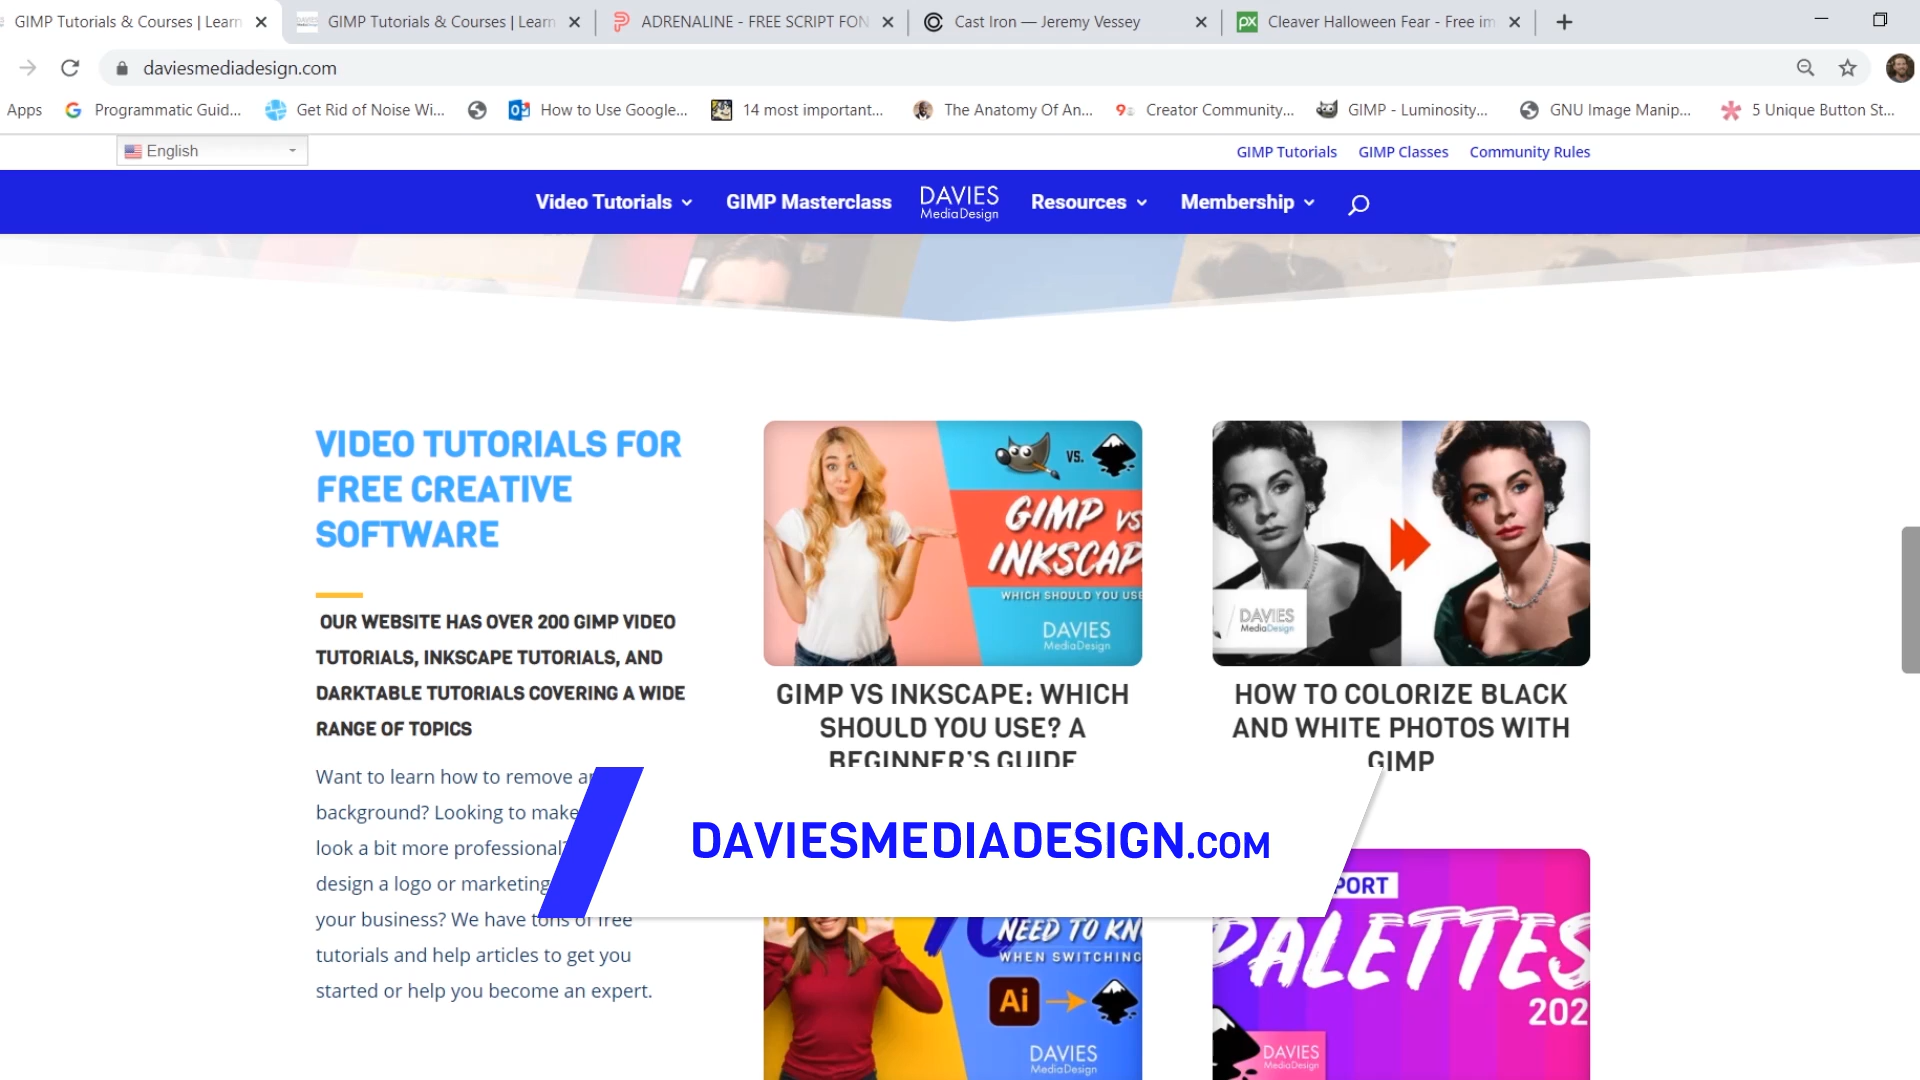 GIMP Tutorials & Courses | Learn
GIMP Tutorials & Courses | Learn
ADRENALINE - FREE SCRIPT FON
Cast Iron — Jeremy Vessey
Cleaver Halloween Fear - Free im
daviesmediadesign.com
Apps
Programmatic Guid...
Get Rid of Noise Wi...
How to Use Google...
14 most important...
The Anatomy Of An...
Creator Community...
GIMP - Luminosity...
GNU Image Manip...
5 Unique Button St...
English
GIMP Tutorials
GIMP Classes
Community Rules
Video Tutorials
GIMP Masterclass
DAVIES
MediaDesign
Resources
Membership
VIDEO TUTORIALS FOR
FREE CREATIVE
SOFTWARE
OUR WEBSITE HAS OVER 200 GIMP VIDEO
TUTORIALS, INKSCAPE TUTORIALS, AND
DARKTABLE TUTORIALS COVERING A WIDE
RANGE OF TOPICS
Want to learn how to remove a
background? Looking to make
look a bit more professional?
design a logo or marketing
your business? We have tons of free
tutorials and help articles to get you
started or help you become an expert.
VS.
GIMP VS
INKSCAP
WHICH SHOULD YOU USE
DAVIES
MediaDesign
GIMP VS INKSCAPE: WHICH
SHOULD YOU USE? A
BEGINNER'S GUIDE
DAVIES
MediaDesign
HOW TO COLORIZE BLACK
AND WHITE PHOTOS WITH
GIMP
DAVIESMEDIADESIGN.COM
NEED TO KN
WHEN SWITCHING
Ai
DAVIES
MediaDesign
PORT
PALETTES
202
DAVIES
MediaDesign